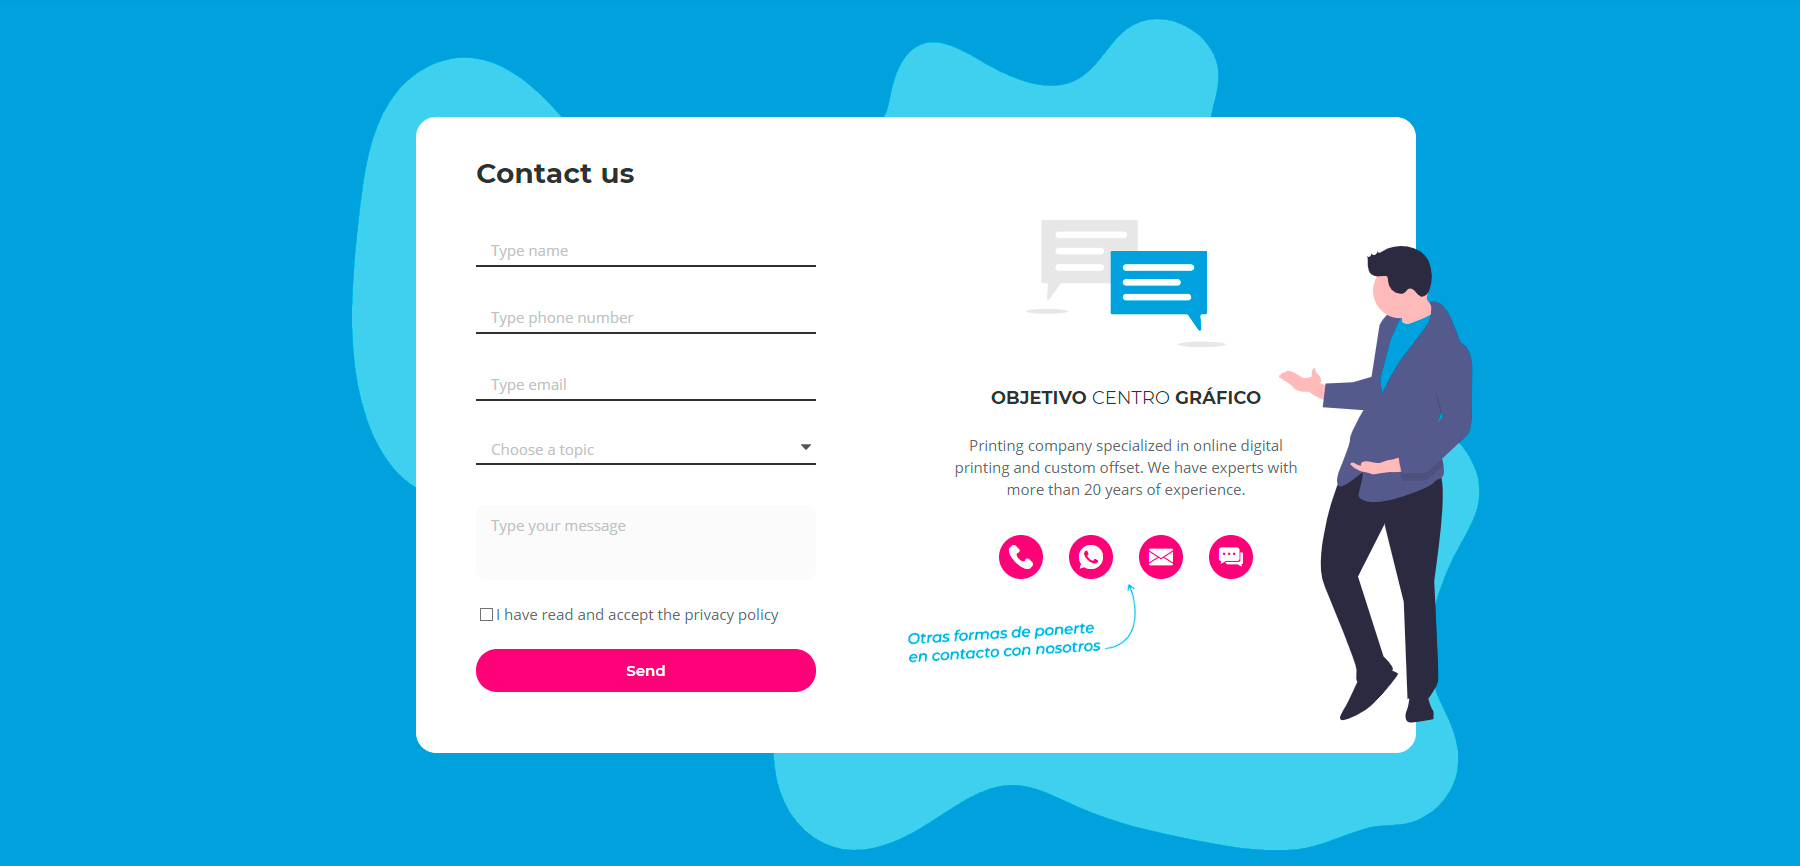 Contact us
Type name
Type phone number
Type email
Choose a topic
Type your message
I have read and accept the privacy policy
Send
OBJETIVO CENTRO GRÁFICO
Printing company specialized in online digital
printing and custom offset. We have experts with
more than 20 years of experience.
Otras formas de ponerte
en contacto con nosotros